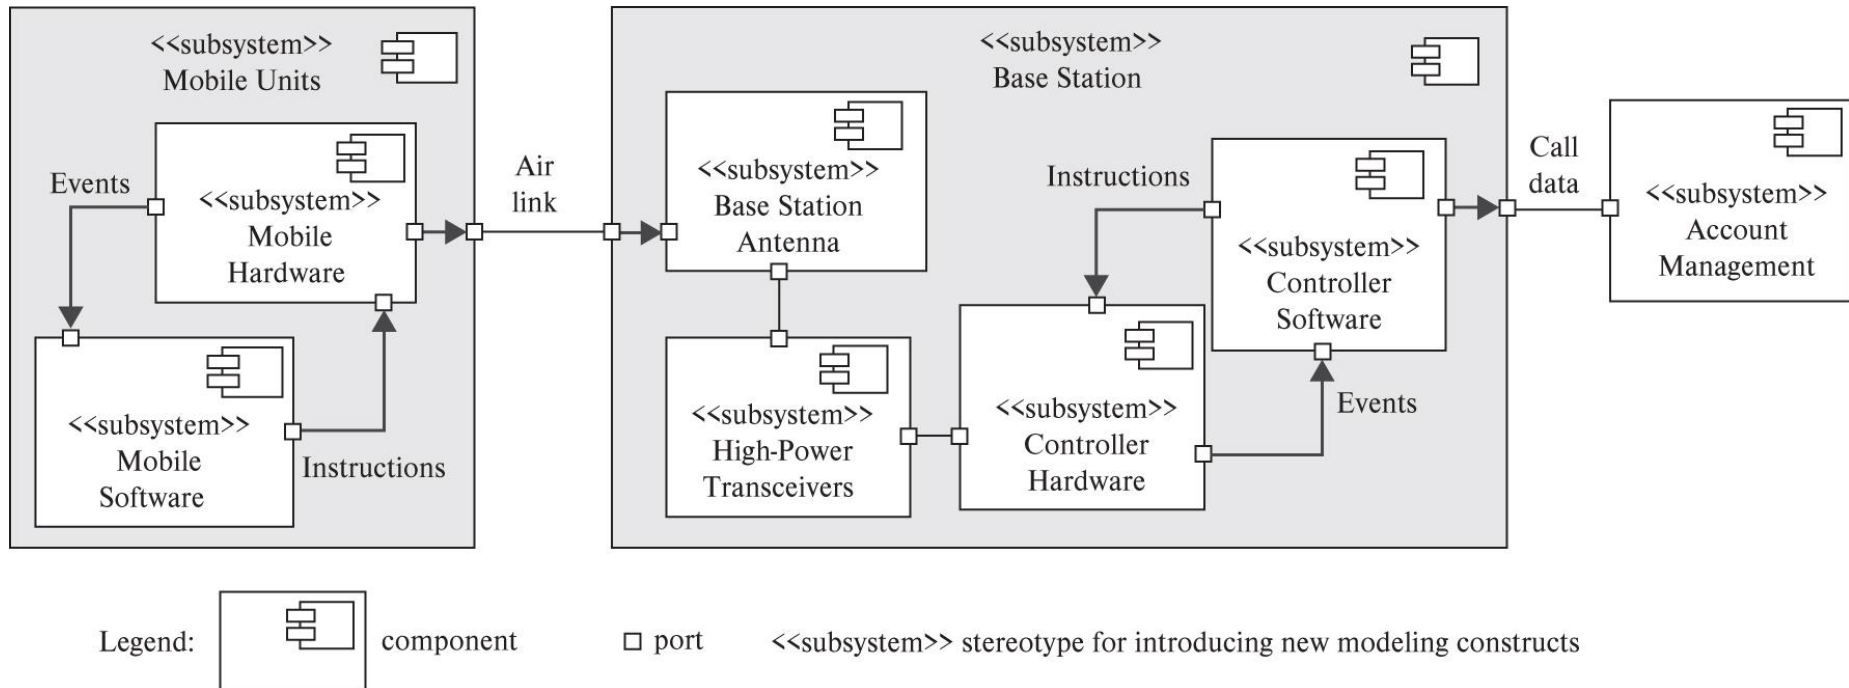 <<subsystem>>
Mobile Units
Events
<<subsystem>>
Mobile
Hardware
<<subsystem>>
Mobile
Software
Instructions
Air
link
<<subsystem>>
Base Station
<<subsystem>>
Base Station
Antenna
<<subsystem>>
High-Power
Transceivers
Instructions
<<subsystem>>
Controller
Hardware
<<subsystem>>
Controller
Software
Events
Call
data
<<subsystem>>
Account
Management
Legend:
component
port
<<subsystem>> stereotype for introducing new modeling constructs